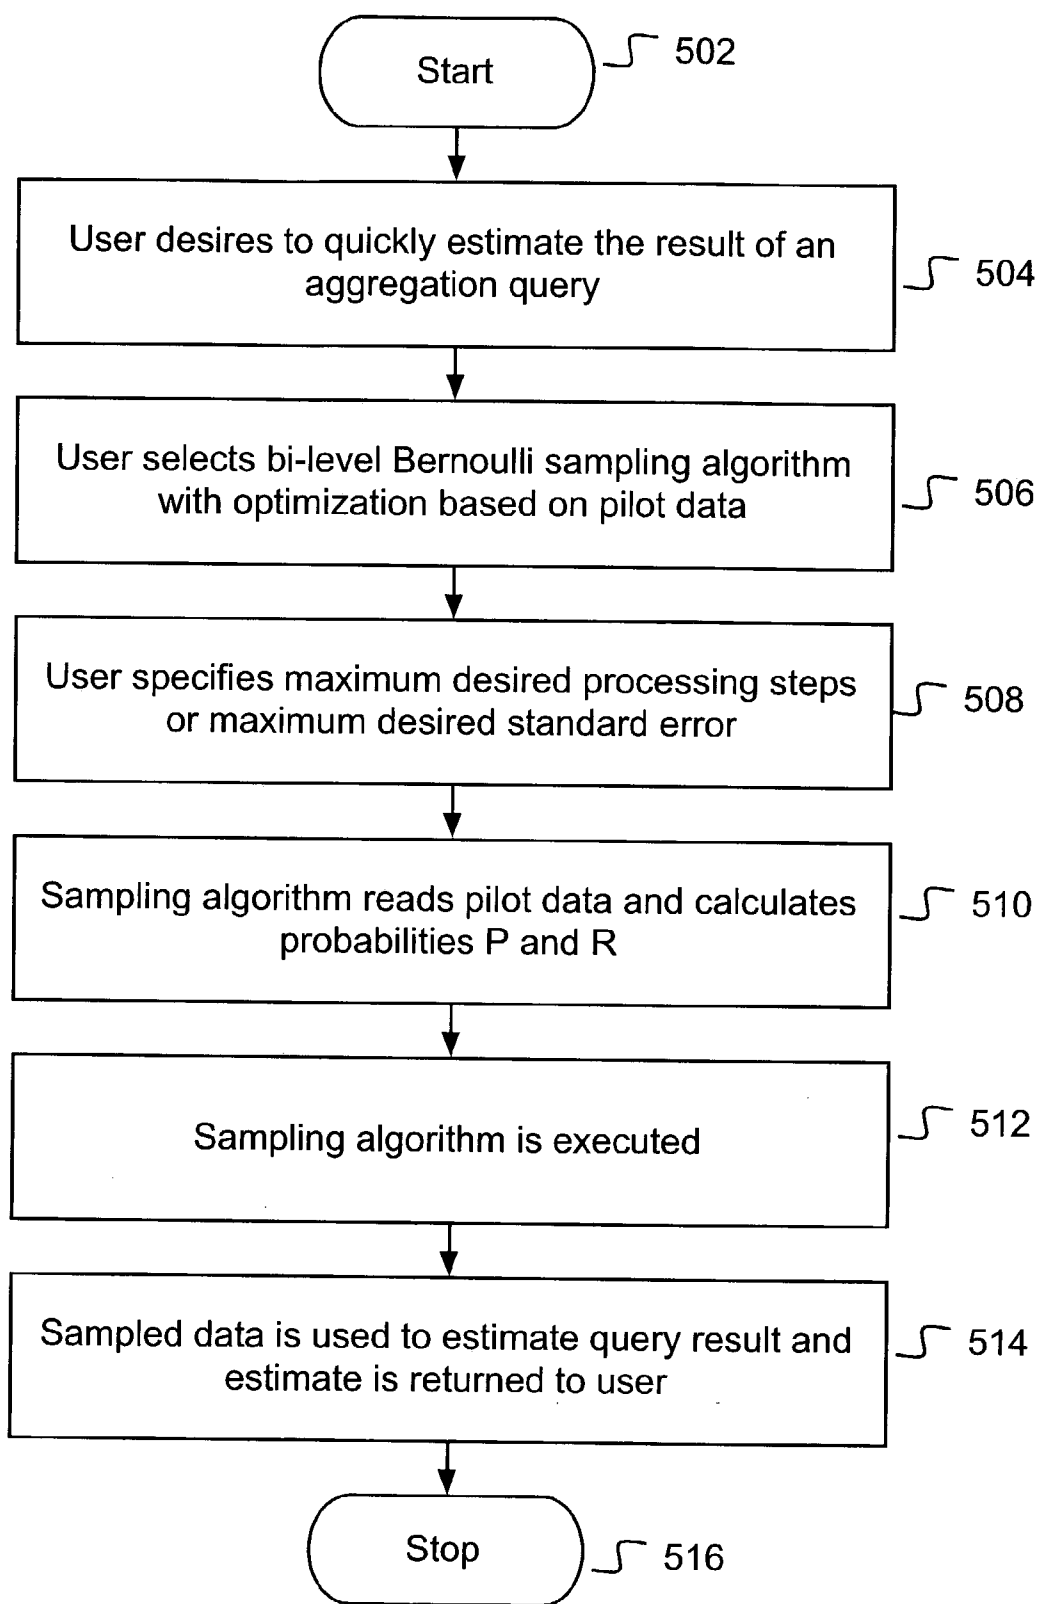 Start
502
User desires to quickly estimate the result of an
aggregation query
504
User selects bi-level Bernoulli sampling algorithm
with optimization based on pilot data
506
User specifies maximum desired processing steps
or maximum desired standard error
508
Sampling algorithm reads pilot data and calculates
probabilities P and R
510
Sampling algorithm is executed
512
Sampled data is used to estimate query result and
estimate is returned to user
514
Stop
516